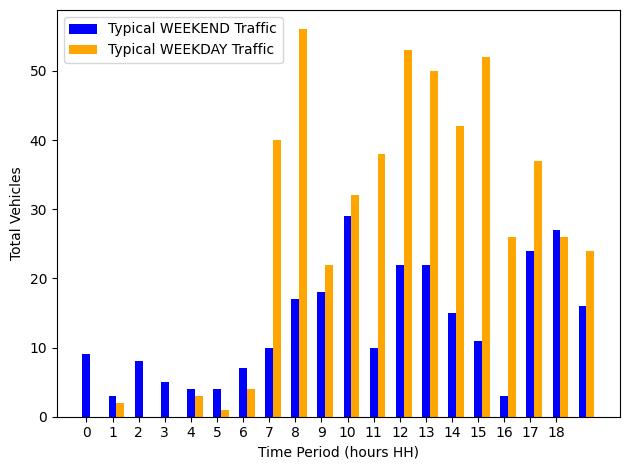 Typical WEEKEND Traffic
Typical WEEKDAY Traffic
50
40
30
20
10
0
Total Vehicles
0 1 2 3 4 5 6 7 8 9 10 11 12 13 14 15 16 17 18
Time Period (hours HH)